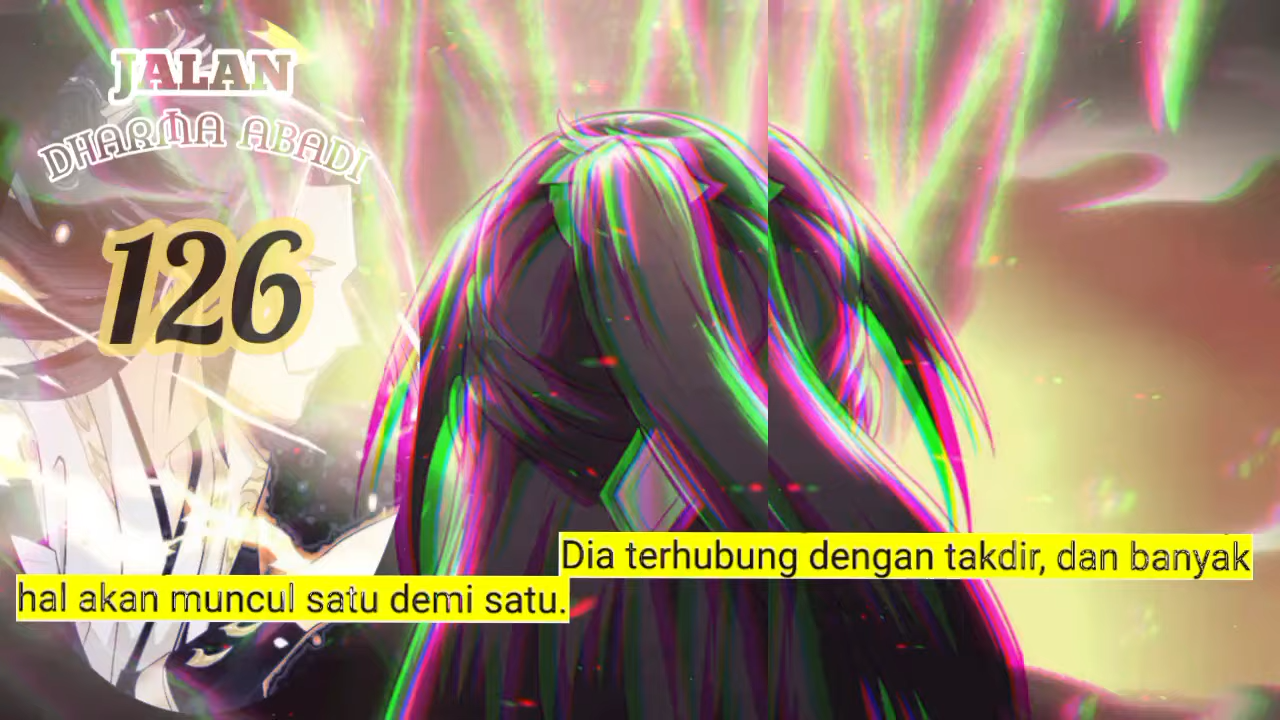 JALAN
DHARMA ABADI
126
Dia terhubung dengan takdir, dan banyak
hal akan muncul satu demi satu.